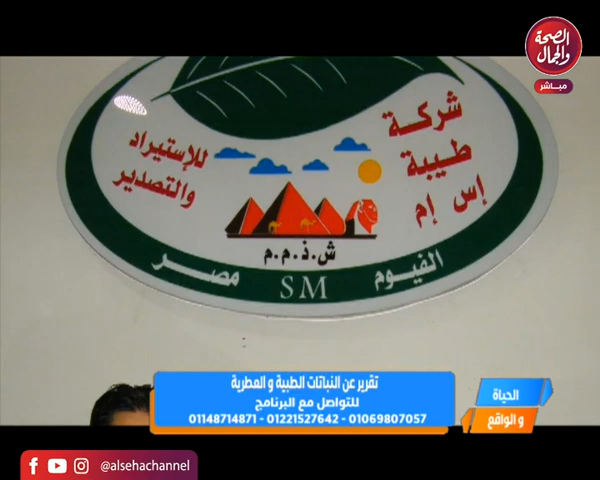 الصحة
والجمال
مباشر
شركة
طيبة
إس إم
للإستيراد
والتصدير
ش.ذ.م.م
الفيوم
SM
مصر
تقرير عن النباتات الطبية و العطرية
للتواصل مع البرنامج
01148714871 - 01221527642 - 01069807057
الحياة
و الواقع
@alsehachannel